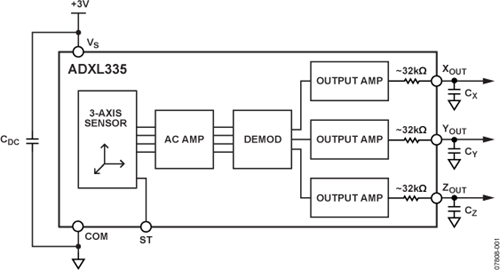 +3V
VS
ADXL335
3-AXIS
SENSOR
AC AMP
DEMOD
OUTPUT AMP
~32kΩ
XOUT
CX
OUTPUT AMP
~32kΩ
YOUT
CY
OUTPUT AMP
~32kΩ
ZOUT
CZ
CDC
COM
ST
07808-001